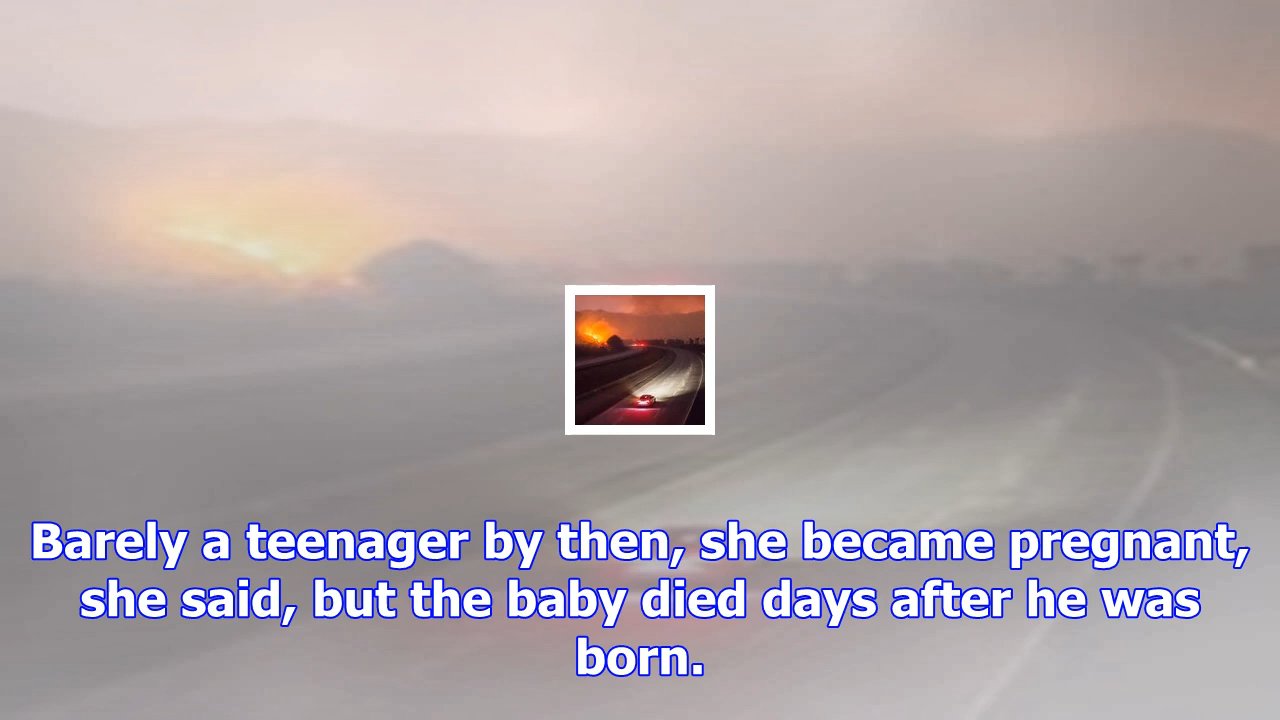 Barely a teenager by then, she became pregnant,
she said, but the baby died days after he was
born.